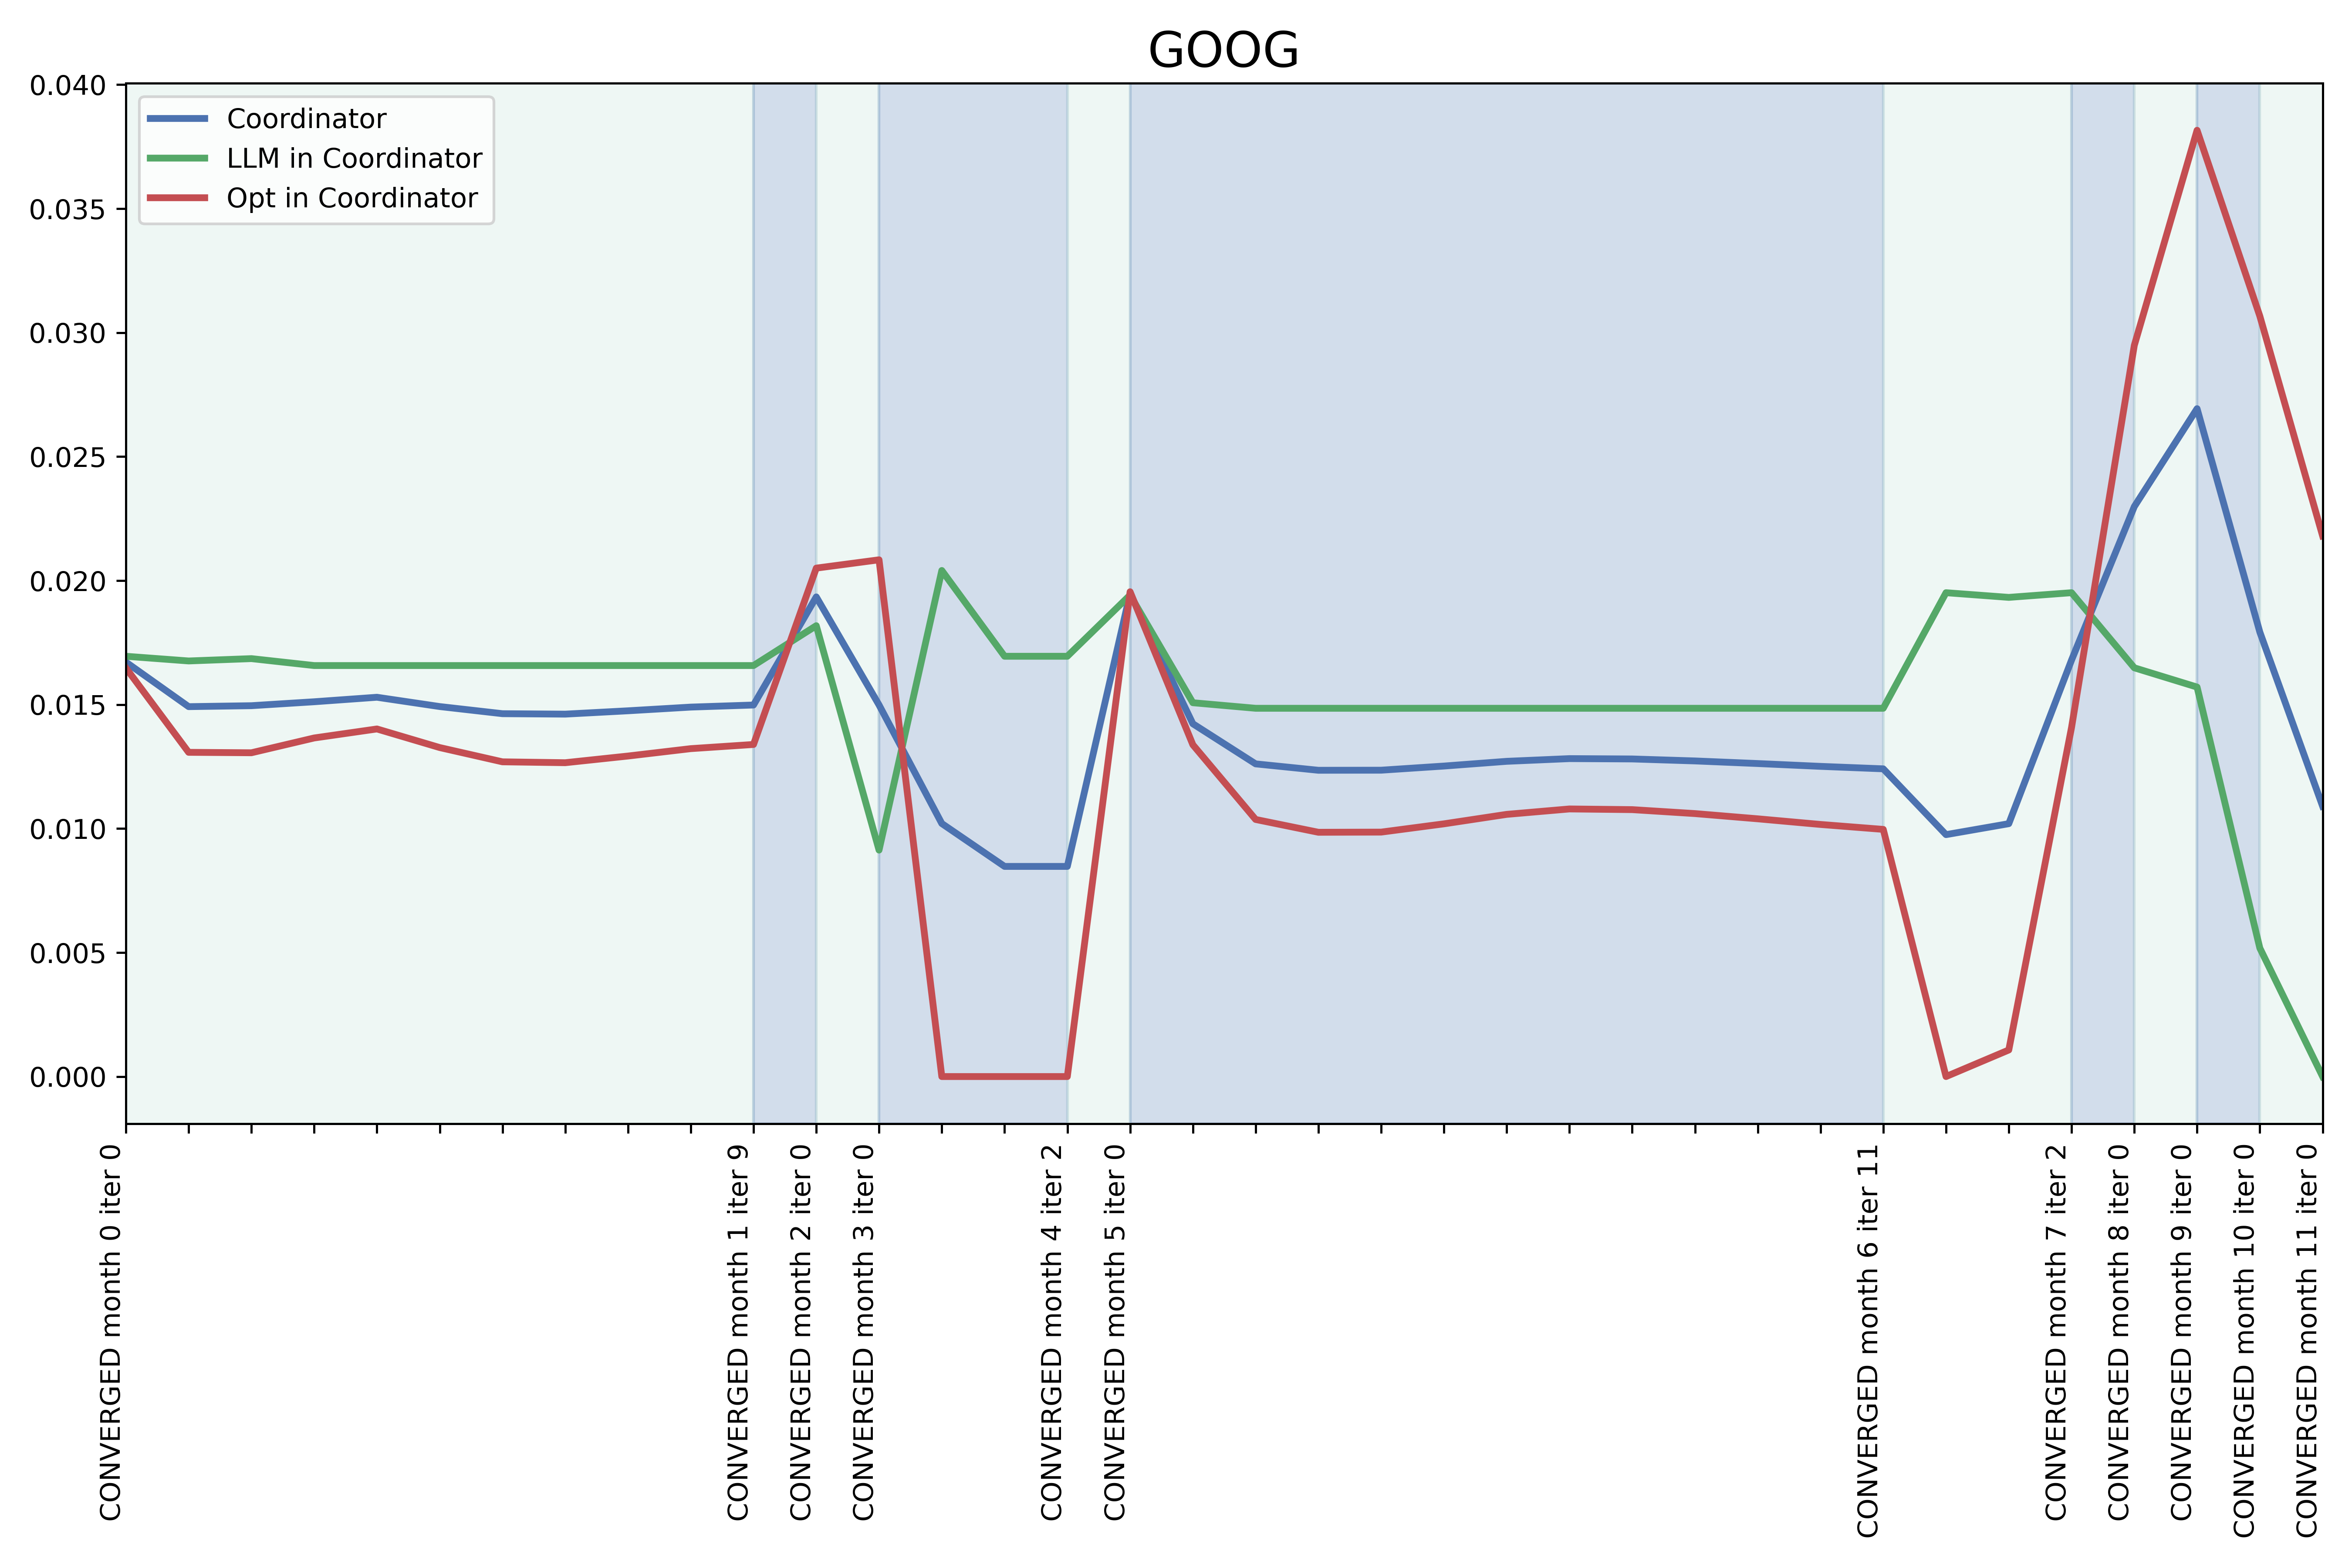 GOOG
0.040
0.035
0.030
0.025
0.020
0.015
0.010
0.005
0.000
Coordinator
LLM in Coordinator
Opt in Coordinator
CONVERGED month 0 iter 0
CONVERGED month 1 iter 9
CONVERGED month 2 iter 0
CONVERGED month 3 iter 0
CONVERGED month 4 iter 2
CONVERGED month 5 iter 0
CONVERGED month 6 iter 11
CONVERGED month 7 iter 2
CONVERGED month 8 iter 0
CONVERGED month 9 iter 0
CONVERGED month 10 iter 0
CONVERGED month 11 iter 0